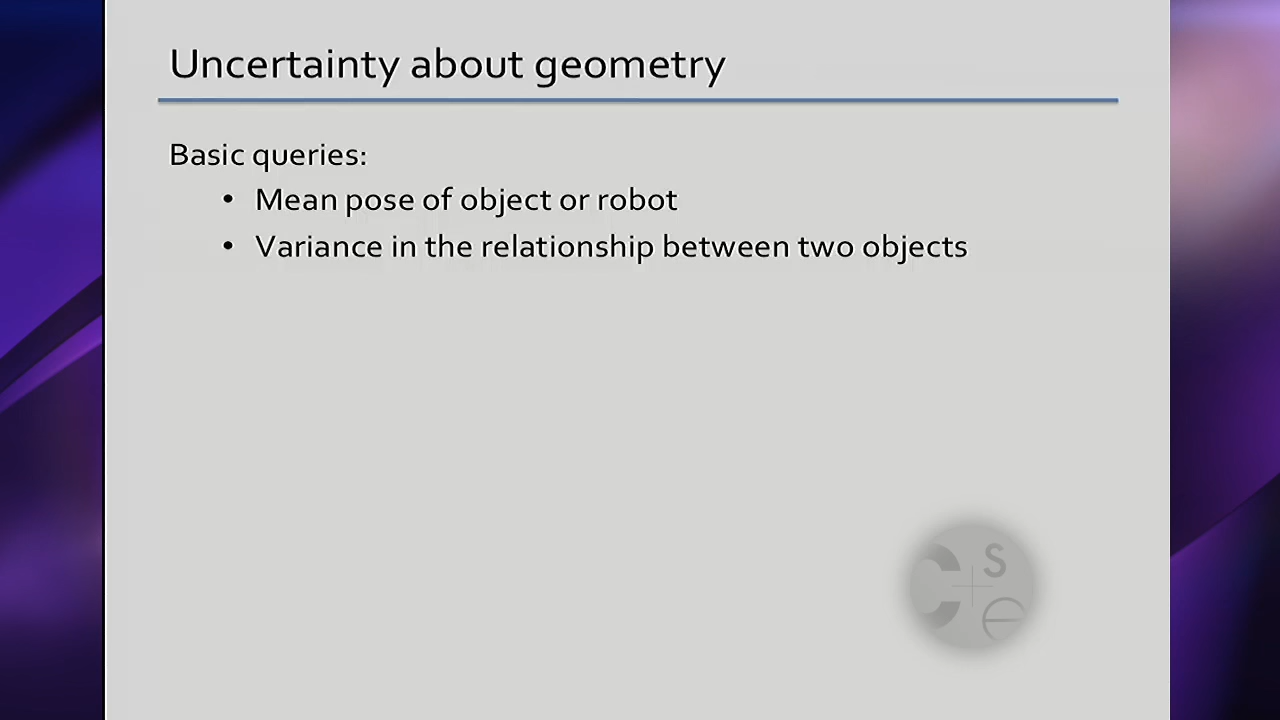 Uncertainty about geometry
Basic queries:
• Mean pose of object or robot
• Variance in the relationship between two objects
C S
e